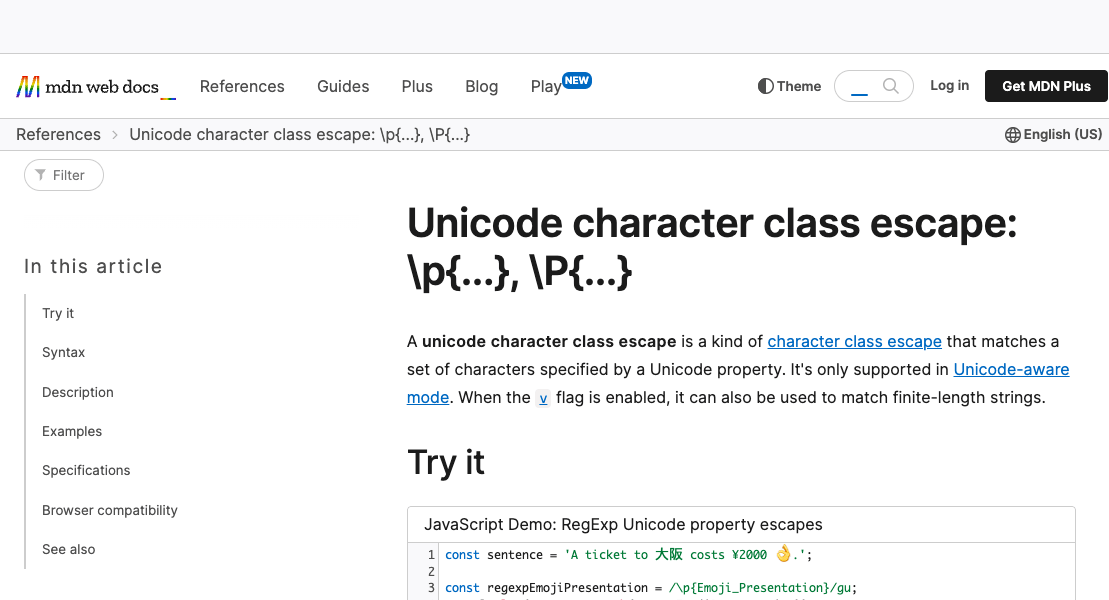 mdn web docs
References Guides Plus Blog Play NEW
Theme
Log in
Get MDN Plus
References > Unicode character class escape: \p{...}, \P{...}
English (US)
Filter
In this article
Try it
Syntax
Description
Examples
Specifications
Browser compatibility
See also
Unicode character class escape:
\p{...}, \P{...}
A unicode character class escape is a kind of character class escape that matches a
set of characters specified by a Unicode property. It's only supported in Unicode-aware
mode. When the v flag is enabled, it can also be used to match finite-length strings.
Try it
JavaScript Demo: RegExp Unicode property escapes
1 const sentence = 'A ticket to 大阪 costs ¥2000 👌.';
2
3 const regexpEmojiPresentation = /\p{Emoji_Presentation}/gu;